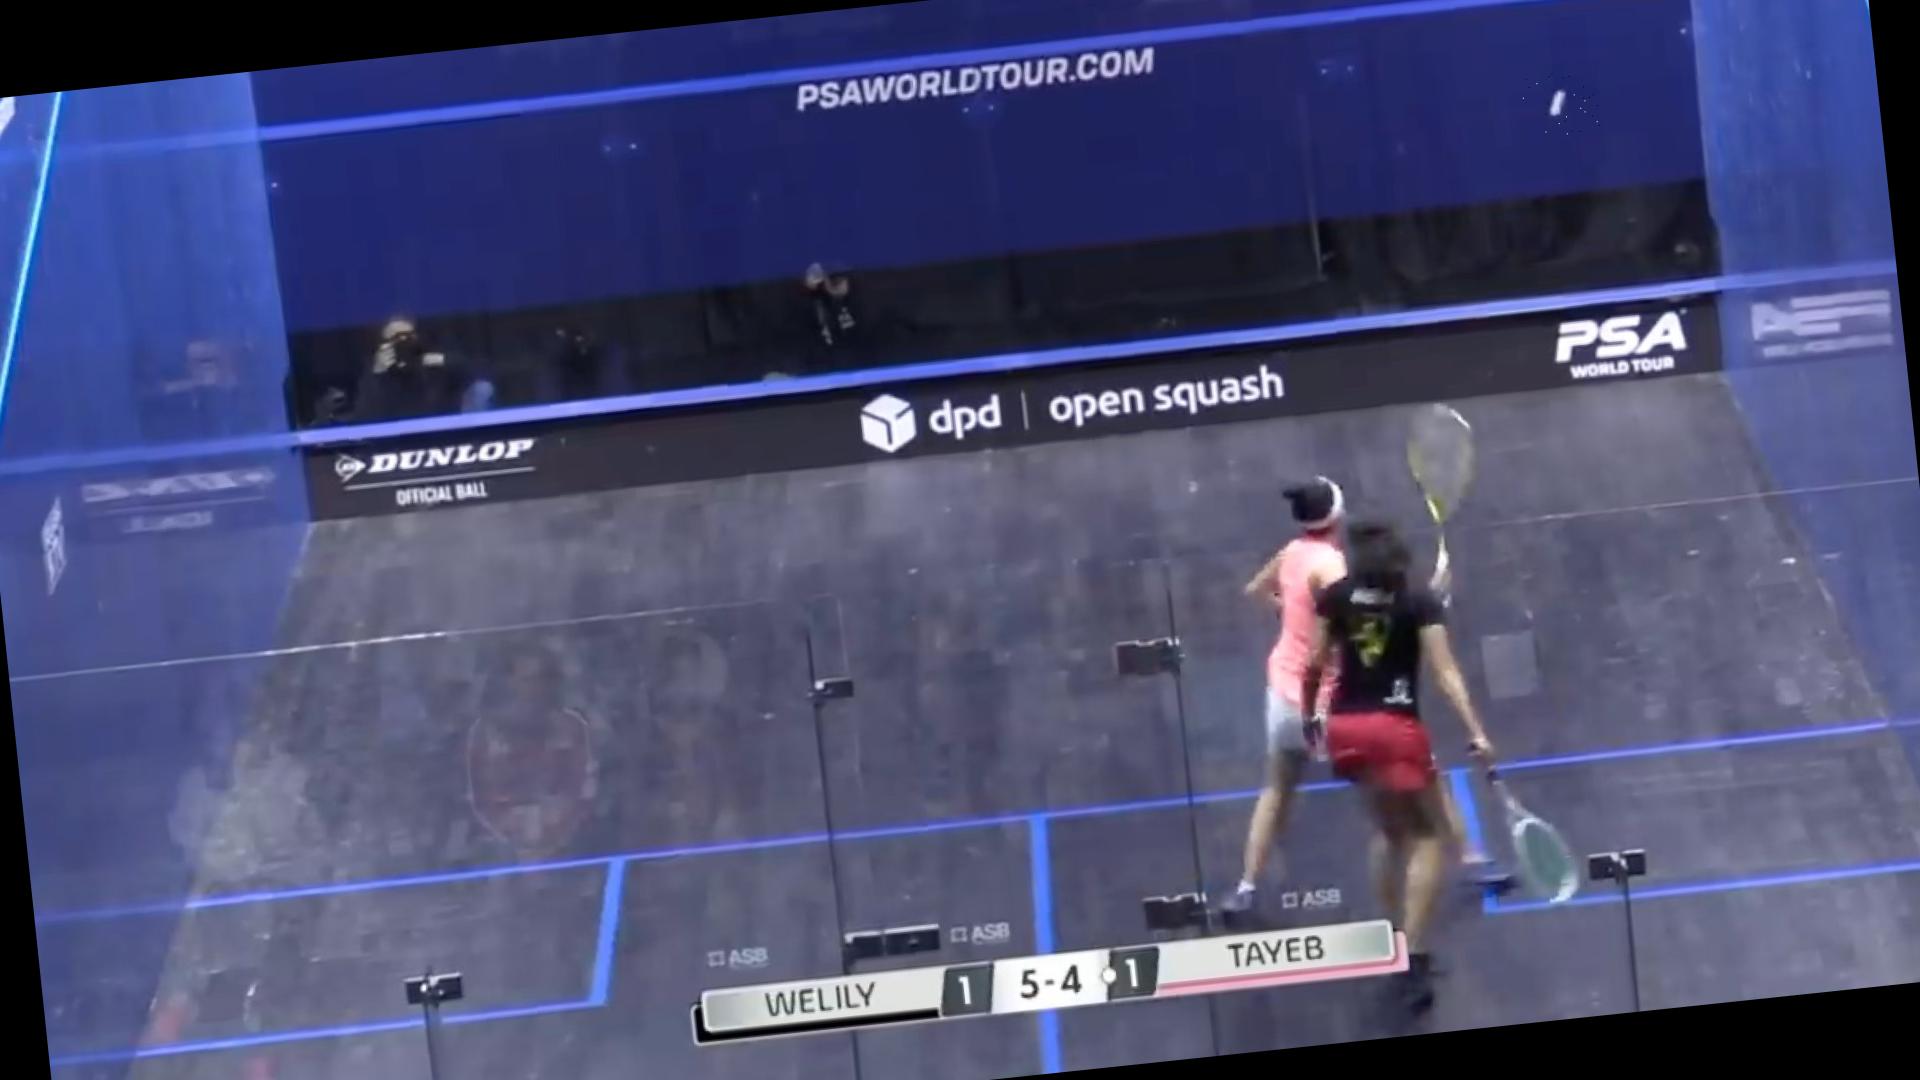 PSAWORLDTOUR.COM
PSA
WORLD TOUR
dpd | open squash
DUNLOP
OFFICIAL BALL
ASB
ASB
ASB
WELILY 1 5-4 1 TAYEB